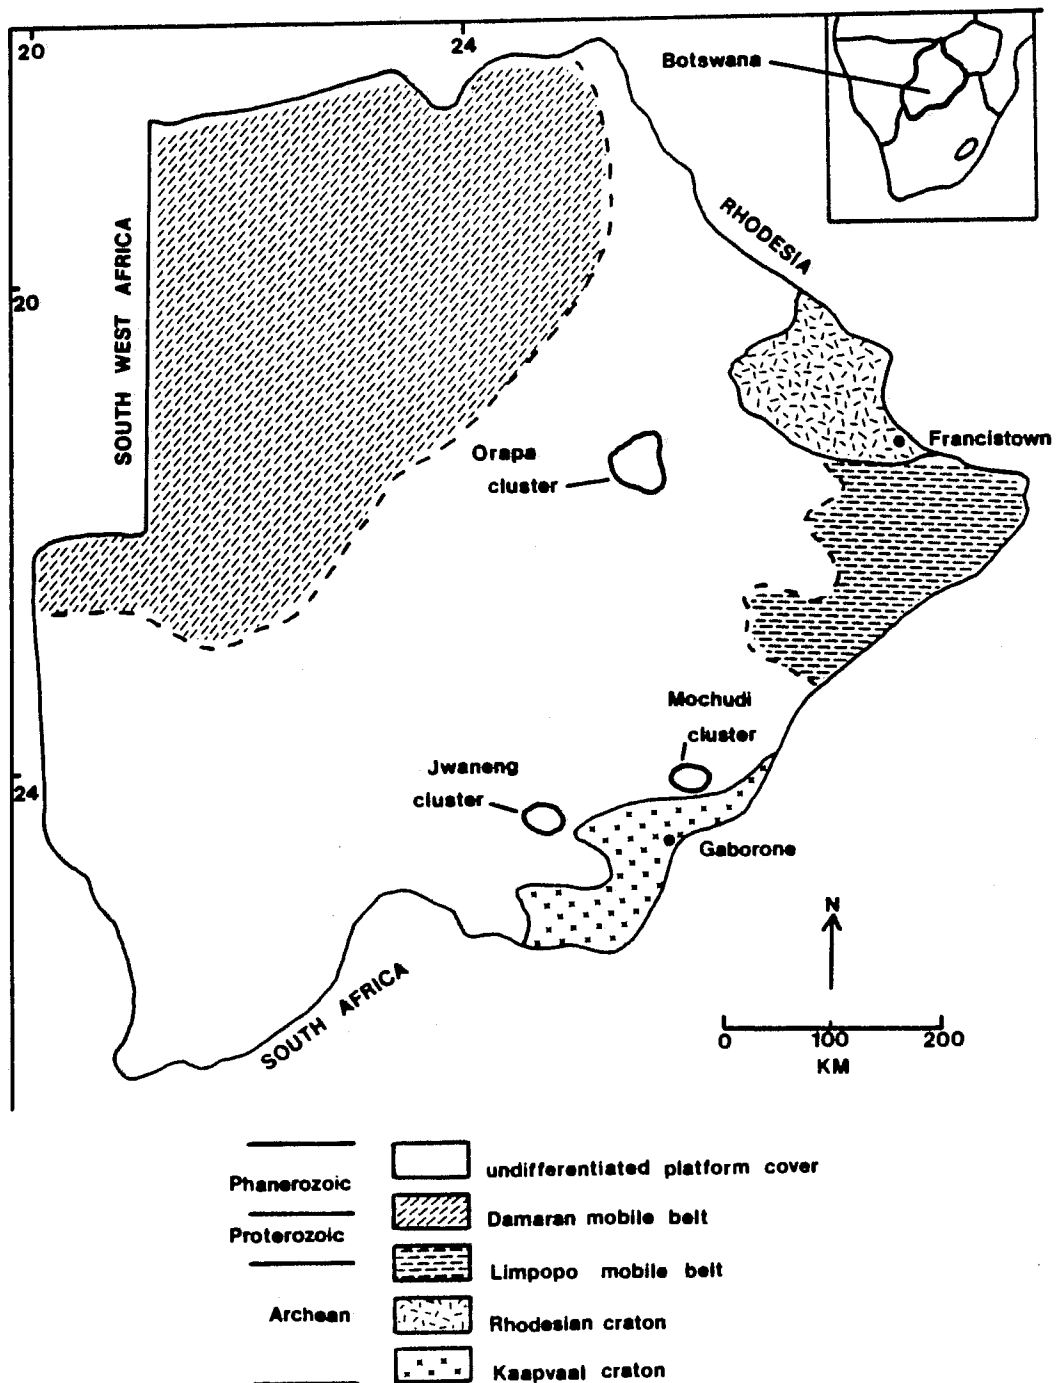 20
24
Botswana
RHODESIA
SOUTH WEST AFRICA
20
Francistown
Orapa
cluster
Mochudi
cluster
Jwaneng
cluster
24
Gaborone
N
SOUTH AFRICA
0 100 200
KM
undifferentiated platform cover
Phanerozoic
Damaran mobile belt
Proterozoic
Limpopo mobile belt
Archean
Rhodesian craton
Kaapvaal craton